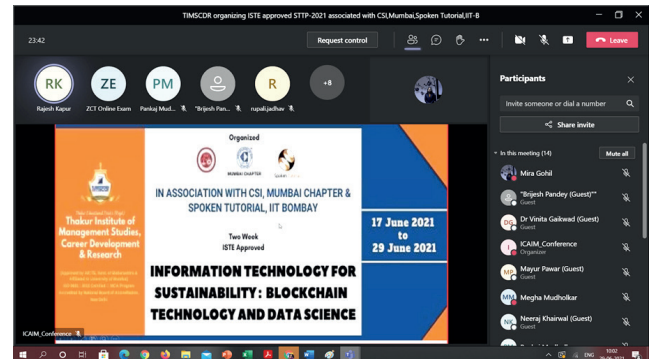 TIMSCDR organizing ISTE approved STTP-2021 associated with CSI,Mumbai,Spoken Tutorial,IIT-B
23:42
Request control
Leave
RK
ZE
PM
R
+8
Rajesh Kapur
ZCT Online Exam
Pankaj Mud...
"Brijesh Pan...
rupali.jadhav
Participants
Invite someone or dial a number
Share invite
In this meeting (14)
Mute all
Mira Gohil
"Brijesh Pandey (Guest)"
Guest
DG
Dr Vinita Gaikwad (Guest)
Guest
I
ICAIM_Conference
Organizer
MP
Mayur Pawar (Guest)
Guest
MM
Megha Mudholkar
NK
Neeraj Khairwal (Guest)
Guest
Organized
MUMBAI CHAPTER
IN ASSOCIATION WITH CSI, MUMBAI CHAPTER &
SPOKEN TUTORIAL, IIT BOMBAY
Two Week
ISTE Approved
INFORMATION TECHNOLOGY FOR
SUSTAINABILITY : BLOCKCHAIN
TECHNOLOGY AND DATA SCIENCE
Thakur Institute of
Management Studies,
Career Development
& Research
17 June 2021
to
29 June 2021
ICAIM_Conference
ENG